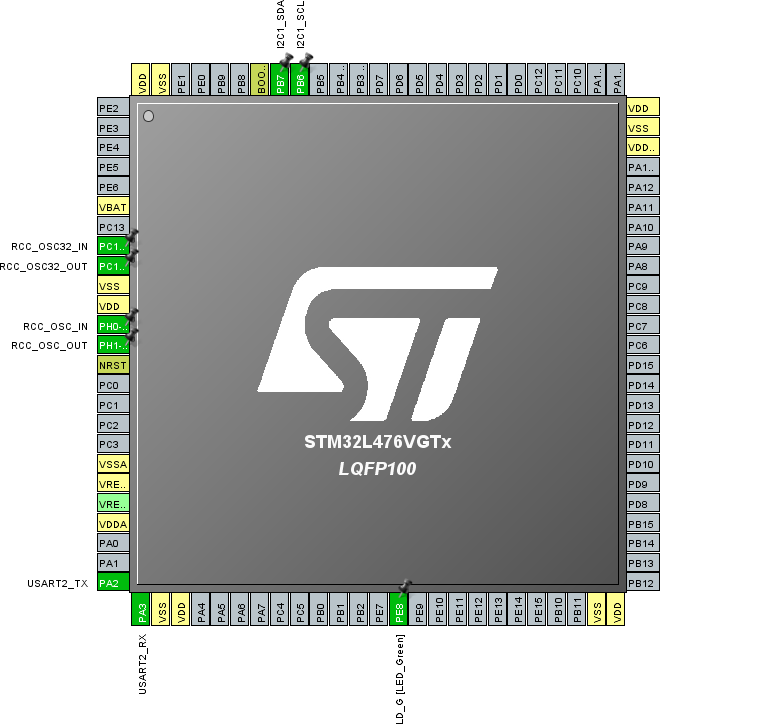 I2C1_SDA
I2C1_SCL
VDD
VSS
PE1
PE0
PB9
PB8
BOO..
PB7
PB6
PB5
PB4..
PB3..
PD7
PD6
PD5
PD4
PD3
PD2
PD1
PD0
PC12
PC11
PC10
PA1..
PA1..
PE2
PE3
PE4
PE5
PE6
VBAT
PC13
RCC_OSC32_IN PC1..
RCC_OSC32_OUT PC1..
VSS
VDD
RCC_OSC_IN PH0-..
RCC_OSC_OUT PH1-..
NRST
PC0
PC1
PC2
PC3
VSSA
VRE..
VRE..
VDDA
PA0
PA1
USART2_TX PA2
STM32L476VGTx
LQFP100
VDD
VSS
VDD..
PA1..
PA12
PA11
PA10
PA9
PA8
PC9
PC8
PC7
PC6
PD15
PD14
PD13
PD12
PD11
PD10
PD9
PD8
PB15
PB14
PB13
PB12
PA3
VSS
VDD
PA4
PA5
PA6
PA7
PC4
PC5
PB0
PB1
PB2
PE7
PE8
PE9
PE10
PE11
PE12
PE13
PE14
PE15
PB10
PB11
VSS
VDD
USART2_RX
LD_G [LED_Green]